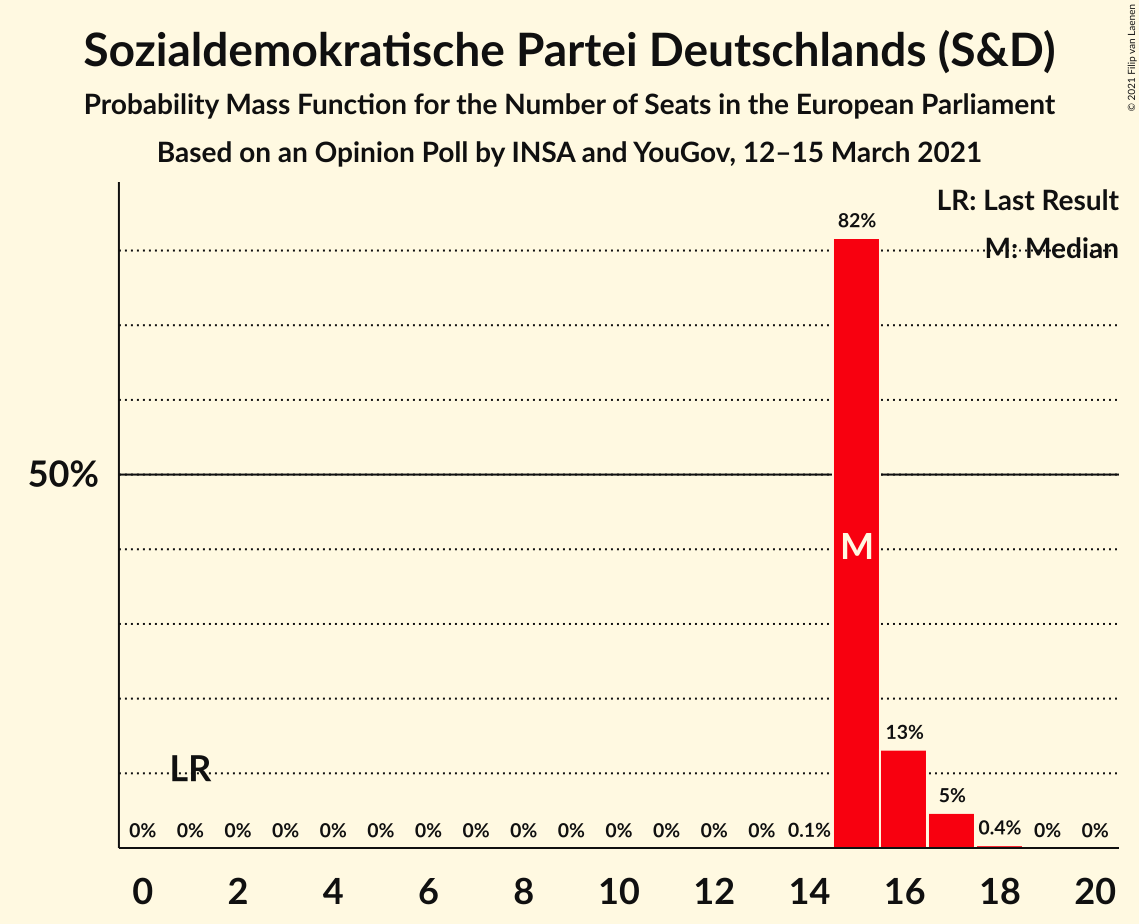 Sozialdemokratische Partei Deutschlands (S&D)
Probability Mass Function for the Number of Seats in the European Parliament
Based on an Opinion Poll by INSA and YouGov, 12–15 March 2021
© 2021 Filip van Laenen
LR: Last Result
M: Median
82%
50%
M
13%
LR
5%
0% 0% 0% 0% 0% 0% 0% 0% 0% 0% 0% 0% 0% 0% 0.1% 0.4% 0% 0%
0 2 4 6 8 10 12 14 16 18 20